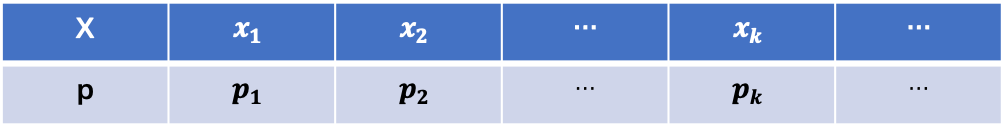 X x₁ x₂ ... xₖ ...
p p₁ p₂ ... pₖ ...